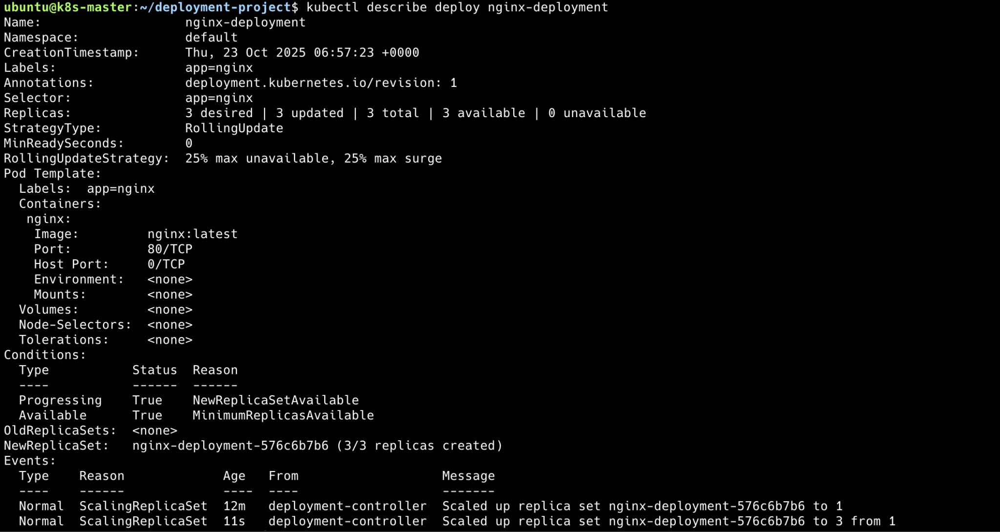 ubuntu@k8s-master:~/deployment-project$ kubectl describe deploy nginx-deployment
Name:                   nginx-deployment
Namespace:              default
CreationTimestamp:      Thu, 23 Oct 2025 06:57:23 +0000
Labels:                 app=nginx
Annotations:            deployment.kubernetes.io/revision: 1
Selector:               app=nginx
Replicas:               3 desired | 3 updated | 3 total | 3 available | 0 unavailable
StrategyType:           RollingUpdate
MinReadySeconds:        0
RollingUpdateStrategy:  25% max unavailable, 25% max surge
Pod Template:
  Labels:  app=nginx
  Containers:
   nginx:
    Image:         nginx:latest
    Port:          80/TCP
    Host Port:     0/TCP
    Environment:   <none>
    Mounts:        <none>
  Volumes:         <none>
  Node-Selectors:  <none>
  Tolerations:     <none>
Conditions:
  Type           Status  Reason
  ----           ------  ------
  Progressing    True    NewReplicaSetAvailable
  Available      True    MinimumReplicasAvailable
OldReplicaSets:  <none>
NewReplicaSet:   nginx-deployment-576c6b7b6 (3/3 replicas created)
Events:
  Type    Reason             Age   From                   Message
  ----    ------             ----  ----                   -------
  Normal  ScalingReplicaSet  12m   deployment-controller  Scaled up replica set nginx-deployment-576c6b7b6 to 1
  Normal  ScalingReplicaSet  11s   deployment-controller  Scaled up replica set nginx-deployment-576c6b7b6 to 3 from 1